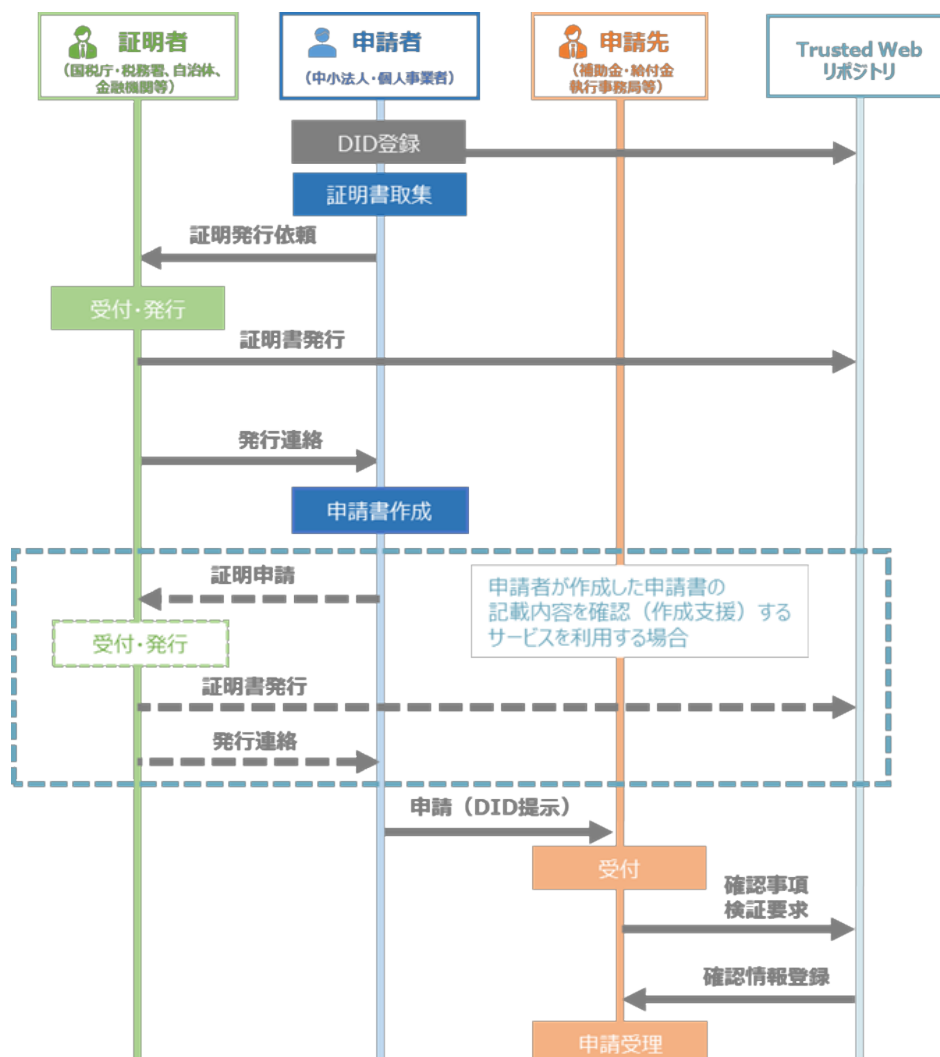 証明者
(国税庁・税務署、自治体、
金融機関等)
申請者
(中小法人・個人事業者)
申請先
(補助金・給付金
執行事務局等)
Trusted Web
リポジトリ
DID登録
証明書取集
証明発行依頼
受付・発行
証明書発行
発行連絡
申請書作成
証明申請
申請者が作成した申請書の
記載内容を確認（作成支援）する
サービスを利用する場合
受付・発行
証明書発行
発行連絡
申請（DID提示）
受付
確認事項
検証要求
確認情報登録
申請受理